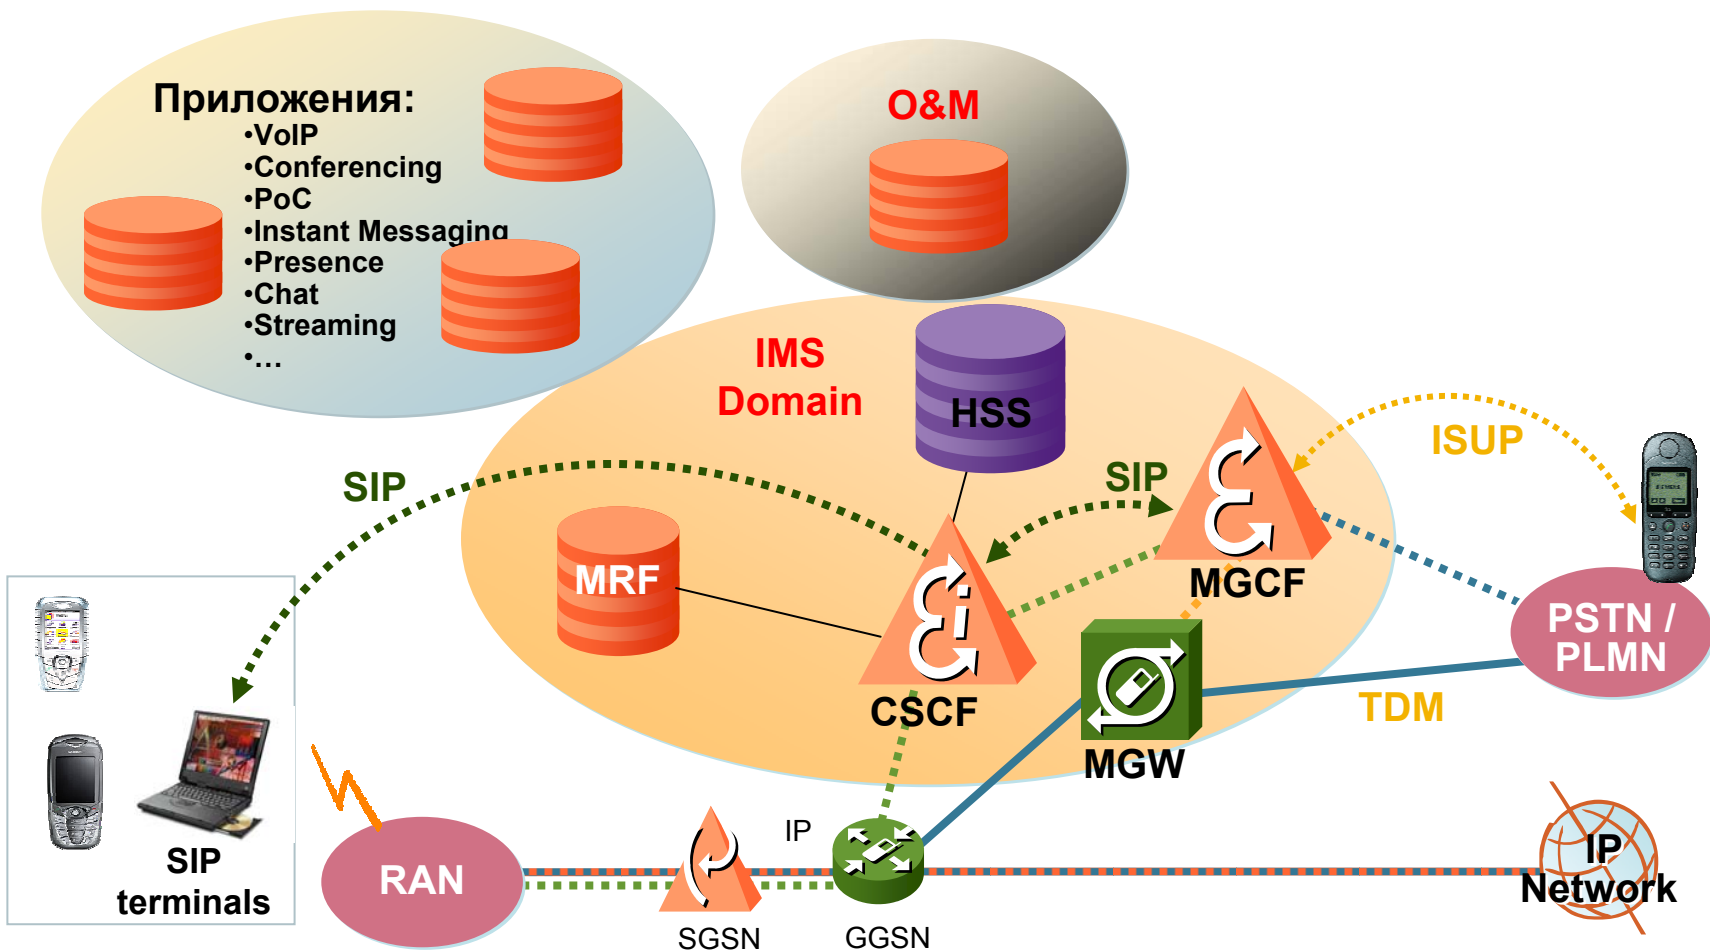 Приложения:
•VoIP
•Conferencing
•PoC
•Instant Messaging
•Presence
•Chat
•Streaming
•...
O&M
IMS
Domain
HSS
ISUP
SIP
SIP
MRF
MGCF
PSTN /
PLMN
CSCF
TDM
MGW
IP
SIP
terminals
RAN
IP
Network
SGSN
GGSN